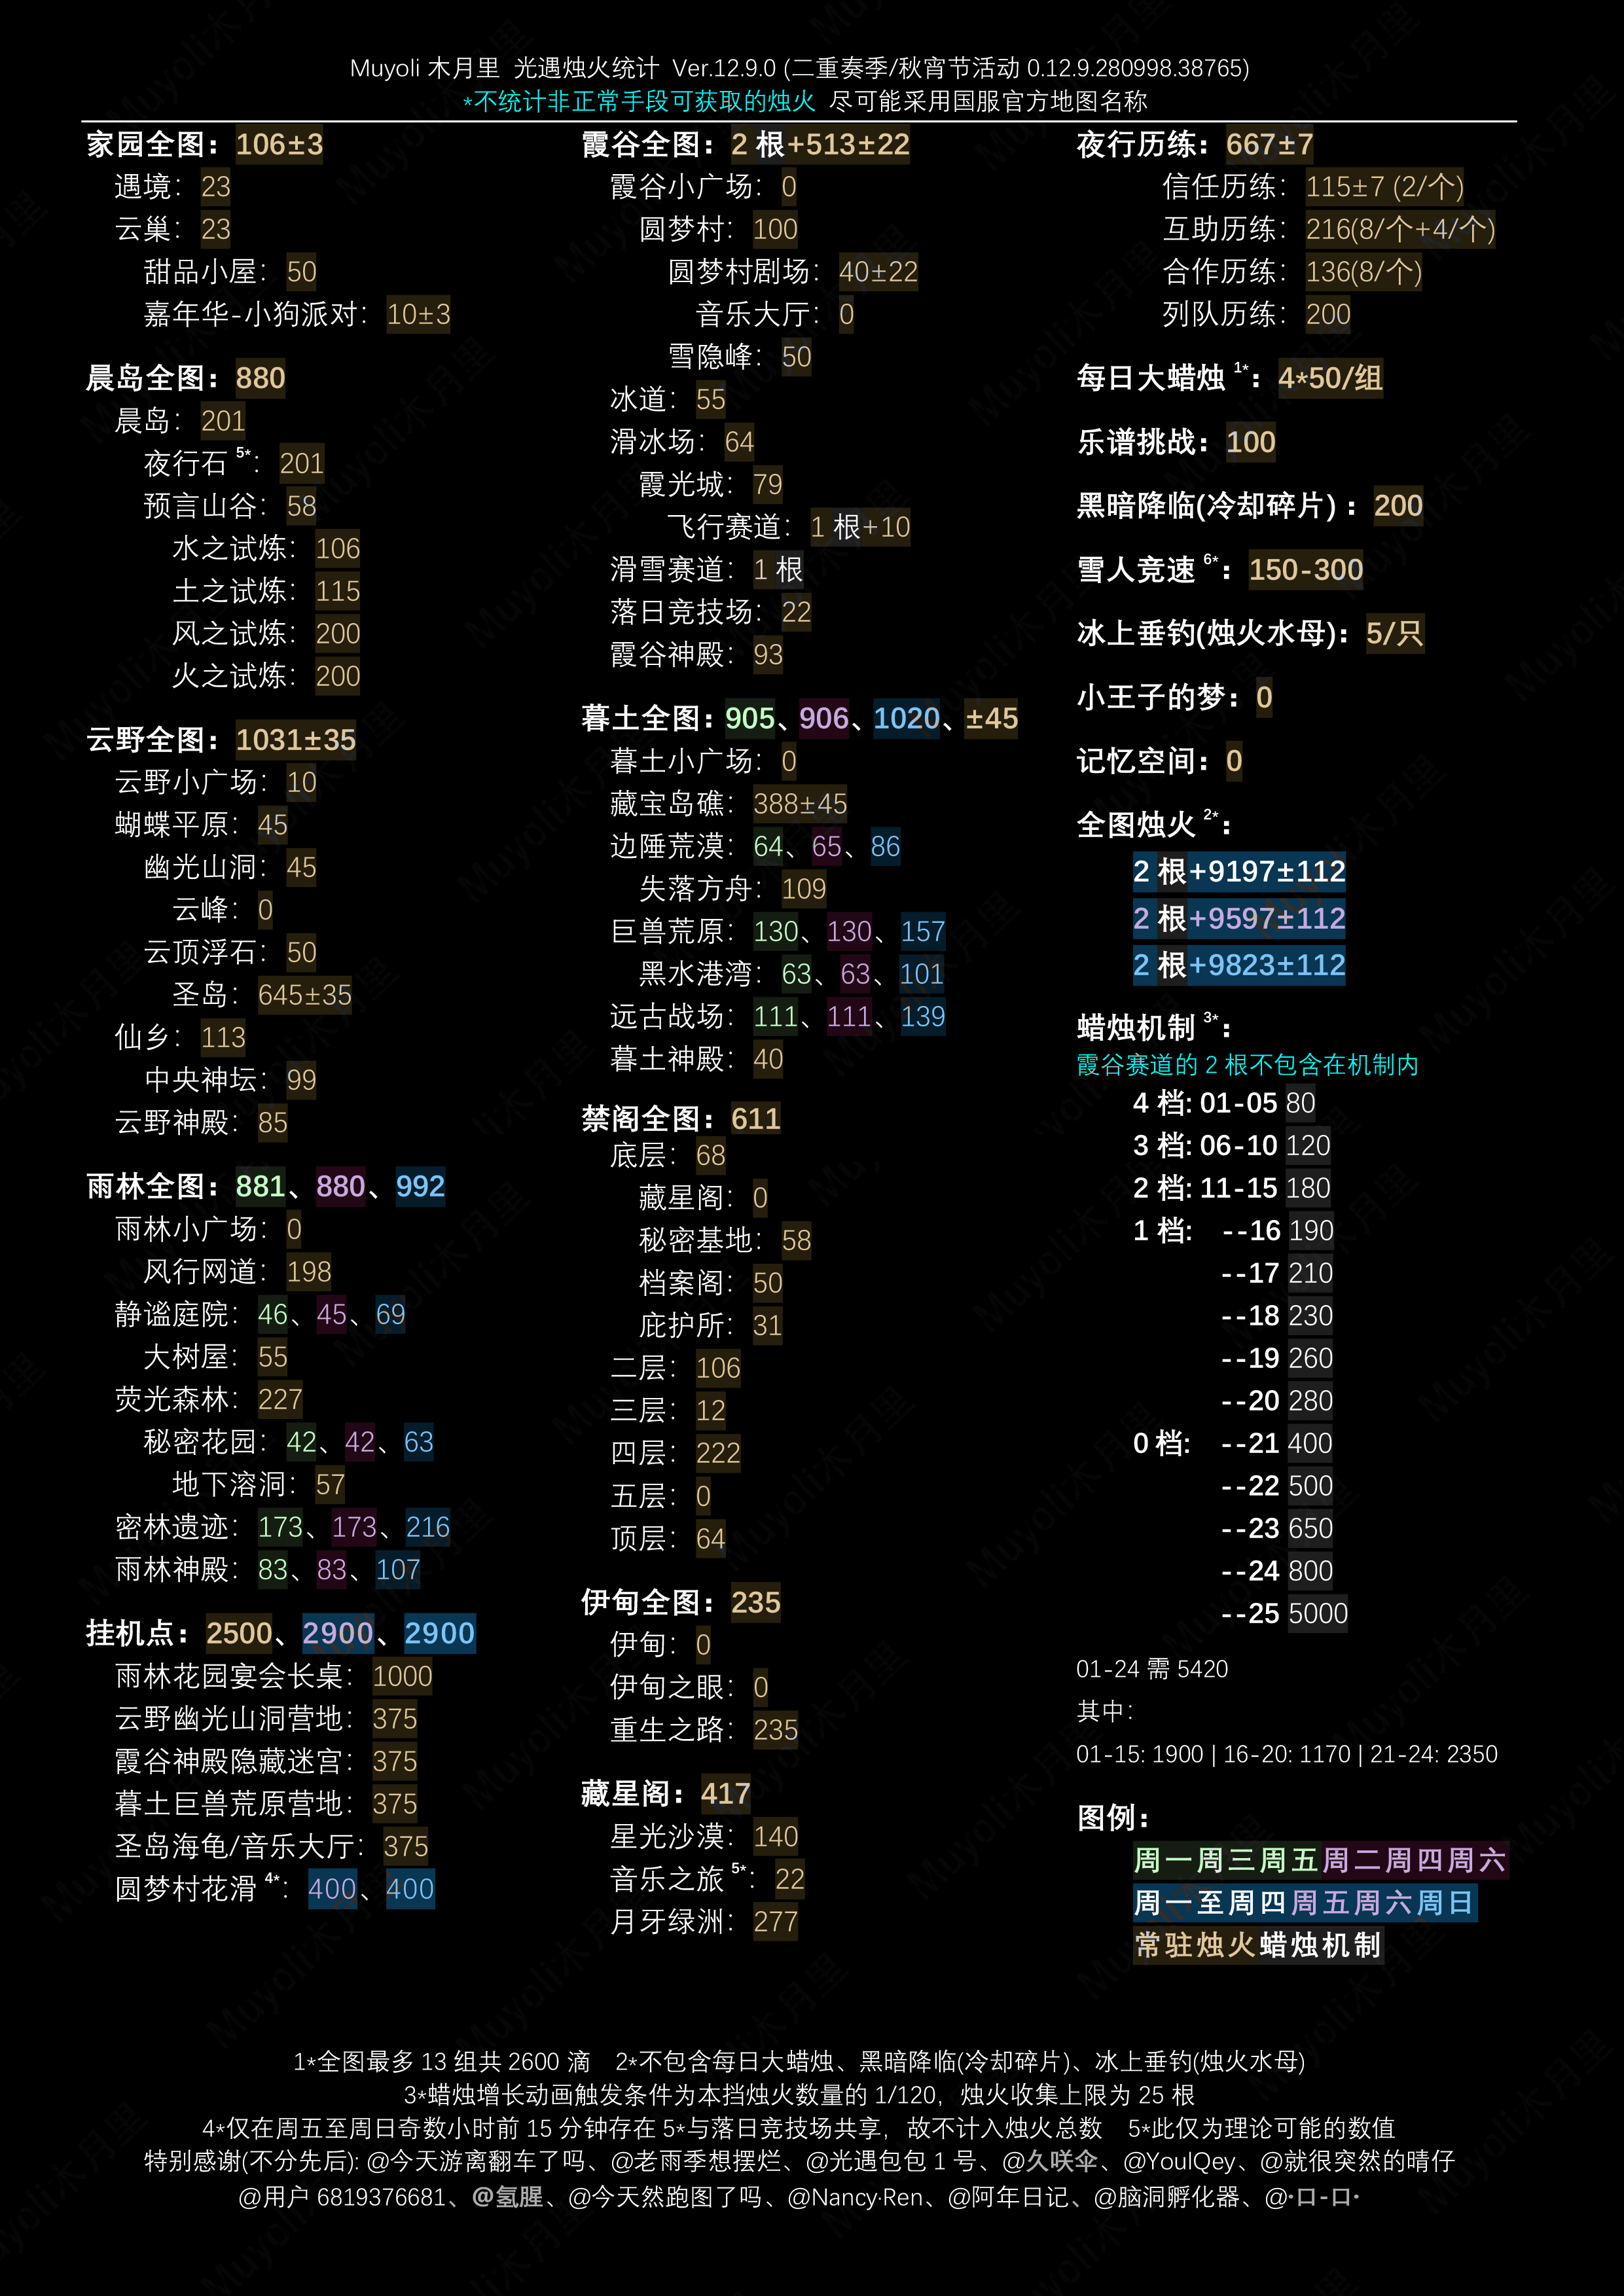 Muyoli 木月里 光遇烛火统计 Ver.12.9.0 (二重奏季/秋宵节活动 0.12.9.280998.38765)
*不统计非正常手段可获取的烛火 尽可能采用国服官方地图名称
家园全图：106±3
遇境：23
云巢：23
甜品小屋：50
嘉年华-小狗派对：10±3
晨岛全图：880
晨岛：201
夜行石 5*：201
预言山谷：58
水之试炼：106
土之试炼：115
风之试炼：200
火之试炼：200
云野全图：1031±35
云野小广场：10
蝴蝶平原：45
幽光山洞：45
云峰：0
云顶浮石：50
圣岛：645±35
仙乡：113
中央神坛：99
云野神殿：85
雨林全图：881、880、992
雨林小广场：0
风行网道：198
静谧庭院：46、45、69
大树屋：55
荧光森林：227
秘密花园：42、42、63
地下溶洞：57
密林遗迹：173、173、216
雨林神殿：83、83、107
挂机点：2500、2900、2900
雨林花园宴会长桌：1000
云野幽光山洞营地：375
霞谷神殿隐藏迷宫：375
暮土巨兽荒原营地：375
圣岛海龟/音乐大厅：375
圆梦村花滑 4*：400、400
霞谷全图：2 根+513±22
霞谷小广场：0
圆梦村：100
圆梦村剧场：40±22
音乐大厅：0
雪隐峰：50
冰道：55
滑冰场：64
霞光城：79
飞行赛道：1 根+10
滑雪赛道：1 根
落日竞技场：22
霞谷神殿：93
暮土全图：905、906、1020、±45
暮土小广场：0
藏宝岛礁：388±45
边陲荒漠：64、65、86
失落方舟：109
巨兽荒原：130、130、157
黑水港湾：63、63、101
远古战场：111、111、139
暮土神殿：40
禁阁全图：611
底层：68
藏星阁：0
秘密基地：58
档案阁：50
庇护所：31
二层：106
三层：12
四层：222
五层：0
顶层：64
伊甸全图：235
伊甸：0
伊甸之眼：0
重生之路：235
藏星阁：417
星光沙漠：140
音乐之旅 5*：22
月牙绿洲：277
夜行历练：667±7
信任历练：115±7 (2/个)
互助历练：216(8/个+4/个)
合作历练：136(8/个)
列队历练：200
每日大蜡烛 1*：4*50/组
乐谱挑战：100
黑暗降临(冷却碎片)：200
雪人竞速 6*：150-300
冰上垂钓(烛火水母)：5/只
小王子的梦：0
记忆空间：0
全图烛火 2*：
2 根+9197±112
2 根+9597±112
2 根+9823±112
蜡烛机制 3*：
霞谷赛道的 2 根不包含在机制内
4 档: 01-05 80
3 档: 06-10 120
2 档: 11-15 180
1 档: --16 190
--17 210
--18 230
--19 260
--20 280
0 档: --21 400
--22 500
--23 650
--24 800
--25 5000
01-24 需 5420
其中：
01-15: 1900 | 16-20: 1170 | 21-24: 2350
图例：
周一周三周五周二周四周六
周一至周四 周五周六周日
常驻烛火蜡烛机制
1*全图最多 13 组共 2600 滴 2*不包含每日大蜡烛、黑暗降临(冷却碎片)、冰上垂钓(烛火水母)
3*蜡烛增长动画触发条件为本挡烛火数量的 1/120，烛火收集上限为 25 根
4*仅在周五至周日奇数小时前 15 分钟存在 5*与落日竞技场共享，故不计入烛火总数 5*此仅为理论可能的数值
特别感谢(不分先后): @今天游离翻车了吗、@老雨季想摆烂、@光遇包包 1 号、@久咲伞、@YoulQey、@就很突然的晴仔
@用户 6819376681、@氢腥、@今天然跑图了吗、@Nancy·Ren、@阿年日记、@脑洞孵化器、@·口-口·